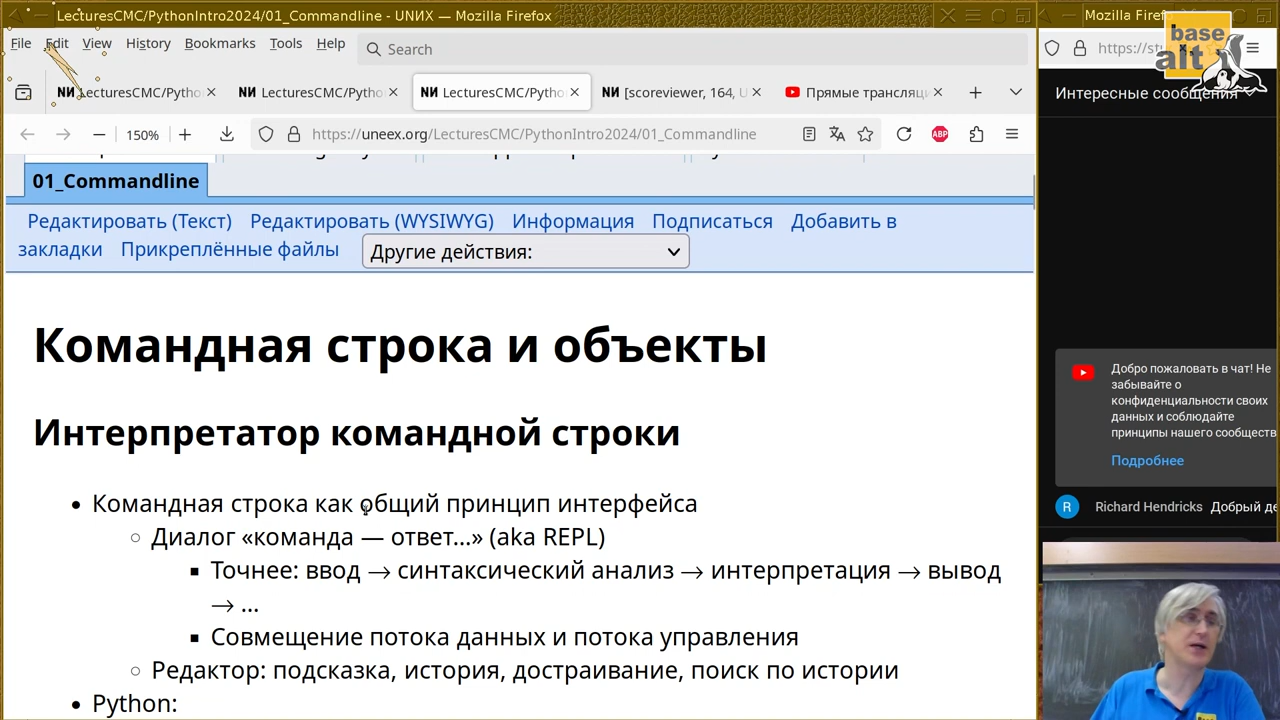 LecturesCMC/PythonIntro2024/01_Commandline - UNИX — Mozilla Firefox
Mozilla Firef
base
alt
File Edit View History Bookmarks Tools Help
Search
https://st
LecturesCMC/Pytho
LecturesCMC/Pytho
LecturesCMC/Pytho
[scoreviewer, 164, U
Прямые трансляци
Интересные сообщения
150%
https://uneex.org/LecturesCMC/PythonIntro2024/01_Commandline
01_Commandline
Редактировать (Текст) Редактировать (WYSIWYG) Информация Подписаться Добавить в
закладки Прикреплённые файлы Другие действия:
Командная строка и объекты
Интерпретатор командной строки
• Командная строка как общий принцип интерфейса
Диалог «команда — ответ…» (aka REPL)
Точнее: ввод → синтаксический анализ → интерпретация → вывод
→ …
Совмещение потока данных и потока управления
Редактор: подсказка, история, достраивание, поиск по истории
• Python:
Добро пожаловать в чат! Не
забывайте о
конфиденциальности своих
данных и соблюдайте
принципы нашего сообществ
Подробнее
R Richard Hendricks Добрый де
base
alt